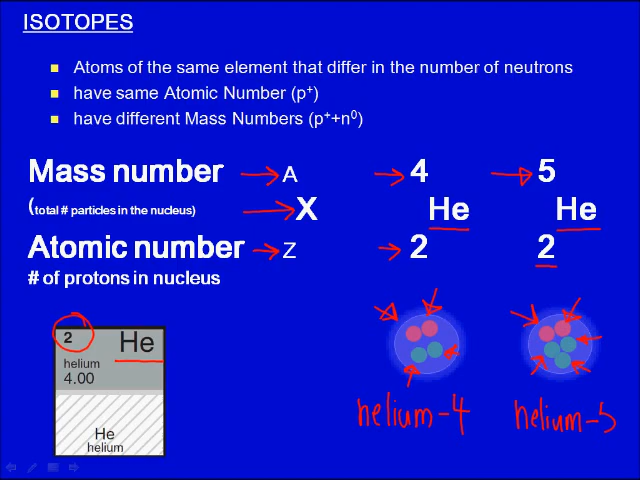 ISOTOPES
Atoms of the same element that differ in the number of neutrons
have same Atomic Number (p⁺)
have different Mass Numbers (p⁺+n⁰)
Mass number A 4 5
(total # particles in the nucleus) X He He
Atomic number Z 2 2
# of protons in nucleus
2 He
helium
4.00
He
helium
helium-4 helium-5